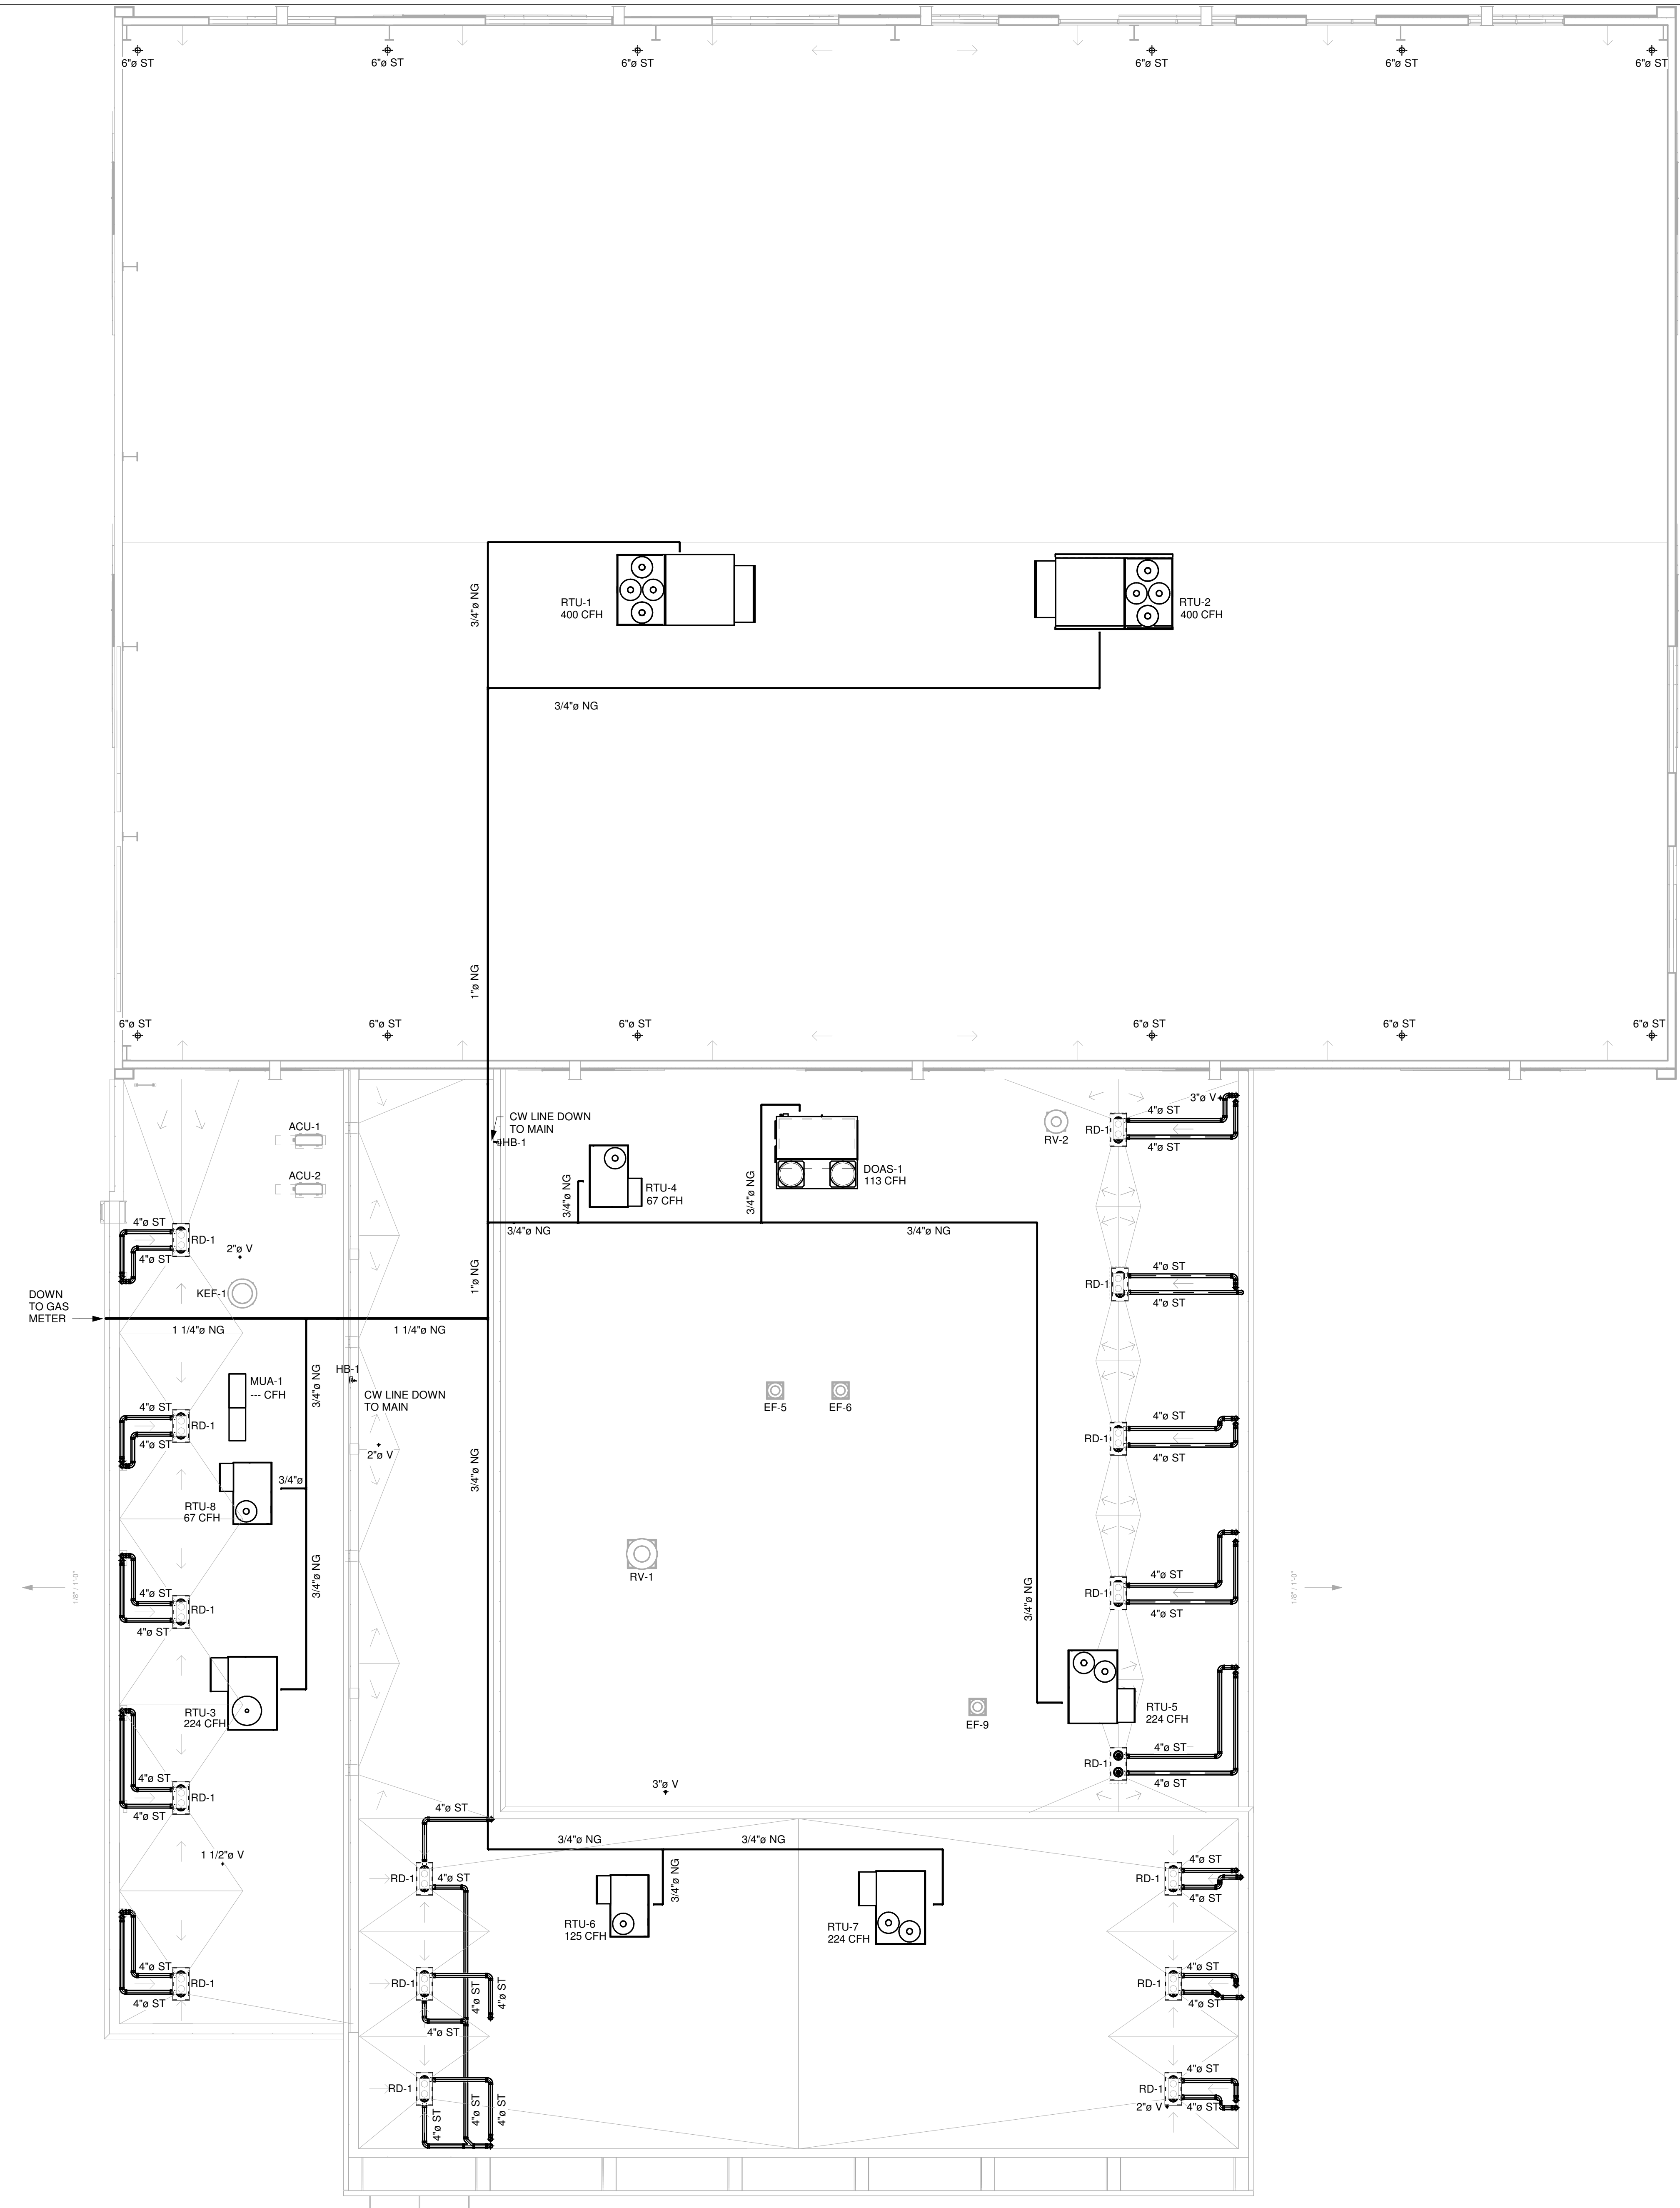 6"ø ST
6"ø ST
6"ø ST
6"ø ST
6"ø ST
6"ø ST
3/4"ø NG
RTU-1
400 CFH
RTU-2
400 CFH
3/4"ø NG
1"ø NG
6"ø ST
6"ø ST
6"ø ST
6"ø ST
6"ø ST
6"ø ST
ACU-1
ACU-2
CW LINE DOWN
TO MAIN
HB-1
RTU-4
67 CFH
3/4"ø NG
3/4"ø NG
DOAS-1
113 CFH
RV-2
3"ø V
4"ø ST
RD-1
4"ø ST
3/4"ø NG
3/4"ø NG
4"ø ST
RD-1
4"ø ST
2"ø V
KEF-1
1"ø NG
4"ø ST
RD-1
4"ø ST
DOWN
TO GAS
METER
1 1/4"ø NG
1 1/4"ø NG
MUA-1
--- CFH
3/4"ø NG
HB-1
CW LINE DOWN
TO MAIN
EF-5
EF-6
4"ø ST
RD-1
4"ø ST
4"ø ST
RD-1
4"ø ST
2"ø V
3/4"ø NG
3/4"ø
RTU-8
67 CFH
RV-1
1/8" / 1'-0"
1/8" / 1'-0"
3/4"ø NG
3/4"ø NG
4"ø ST
RD-1
4"ø ST
4"ø ST
RD-1
4"ø ST
RTU-3
224 CFH
RTU-5
224 CFH
EF-9
4"ø ST
RD-1
4"ø ST
3"ø V
4"ø ST
RD-1
4"ø ST
1 1/2"ø V
4"ø ST
3/4"ø NG
3/4"ø NG
3/4"ø NG
RD-1
4"ø ST
RTU-6
125 CFH
RTU-7
224 CFH
4"ø ST
RD-1
4"ø ST
4"ø ST
RD-1
4"ø ST
RD-1
4"ø ST
4"ø ST
4"ø ST
4"ø ST
RD-1
4"ø ST
RD-1
4"ø ST
4"ø ST
4"ø ST
4"ø ST
RD-1
2"ø V
4"ø ST